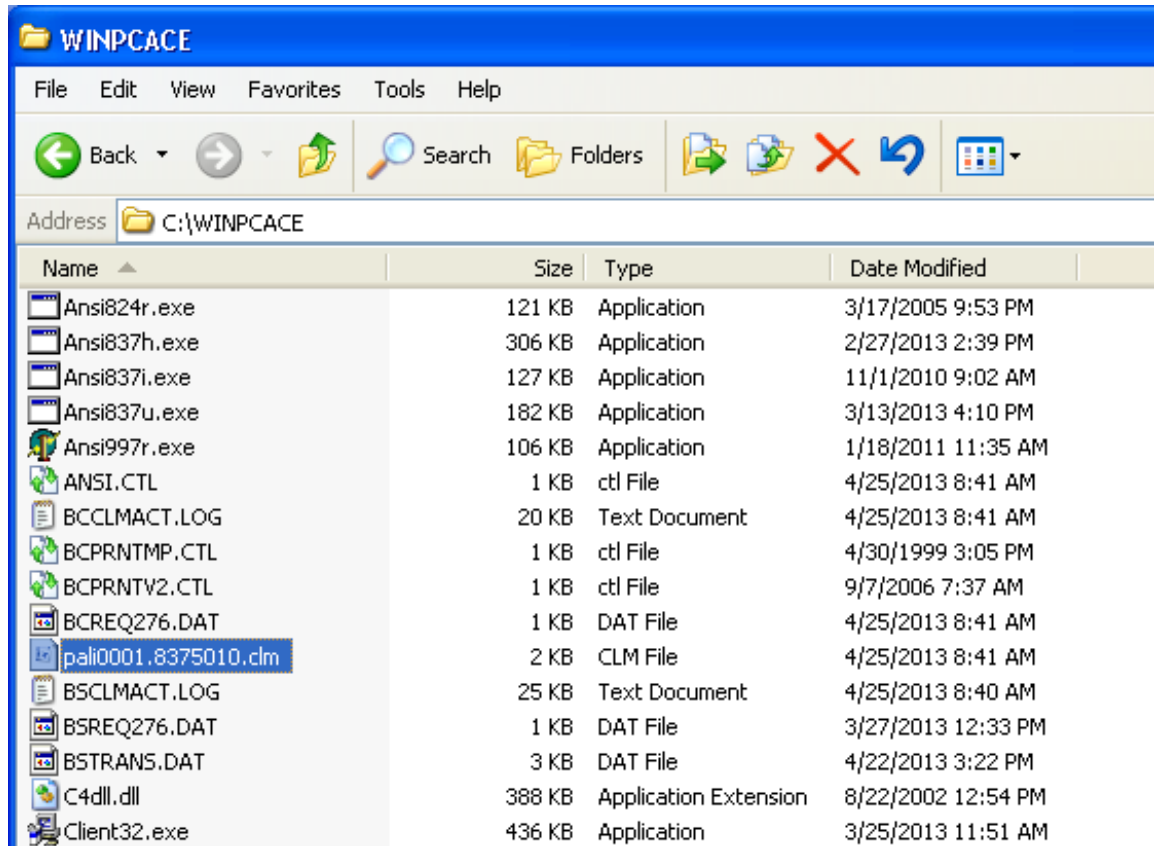 WINPCACE
File Edit View Favorites Tools Help
Back Search Folders
Address C:\WINPCACE
Name Size Type Date Modified
Ansi824r.exe 121 KB Application 3/17/2005 9:53 PM
Ansi837h.exe 306 KB Application 2/27/2013 2:39 PM
Ansi837i.exe 127 KB Application 11/1/2010 9:02 AM
Ansi837u.exe 182 KB Application 3/13/2013 4:10 PM
Ansi997r.exe 106 KB Application 1/18/2011 11:35 AM
ANSI.CTL 1 KB ctl File 4/25/2013 8:41 AM
BCCLMACT.LOG 20 KB Text Document 4/25/2013 8:41 AM
BCPRNTMP.CTL 1 KB ctl File 4/30/1999 3:05 PM
BCPRNTV2.CTL 1 KB ctl File 9/7/2006 7:37 AM
BCREQ276.DAT 1 KB DAT File 4/25/2013 8:41 AM
pali0001.8375010.clm 2 KB CLM File 4/25/2013 8:41 AM
BSCLMACT.LOG 25 KB Text Document 4/25/2013 8:40 AM
BSREQ276.DAT 1 KB DAT File 3/27/2013 12:33 PM
BSTRANS.DAT 3 KB DAT File 4/22/2013 3:22 PM
C4dll.dll 388 KB Application Extension 8/22/2002 12:54 PM
Client32.exe 436 KB Application 3/25/2013 11:51 AM